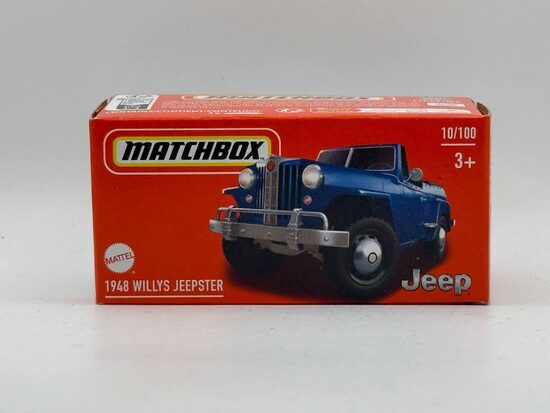 MATCHBOX
10/100
3+
MATTEL
1948 WILLYS JEEPSTER
Jeep